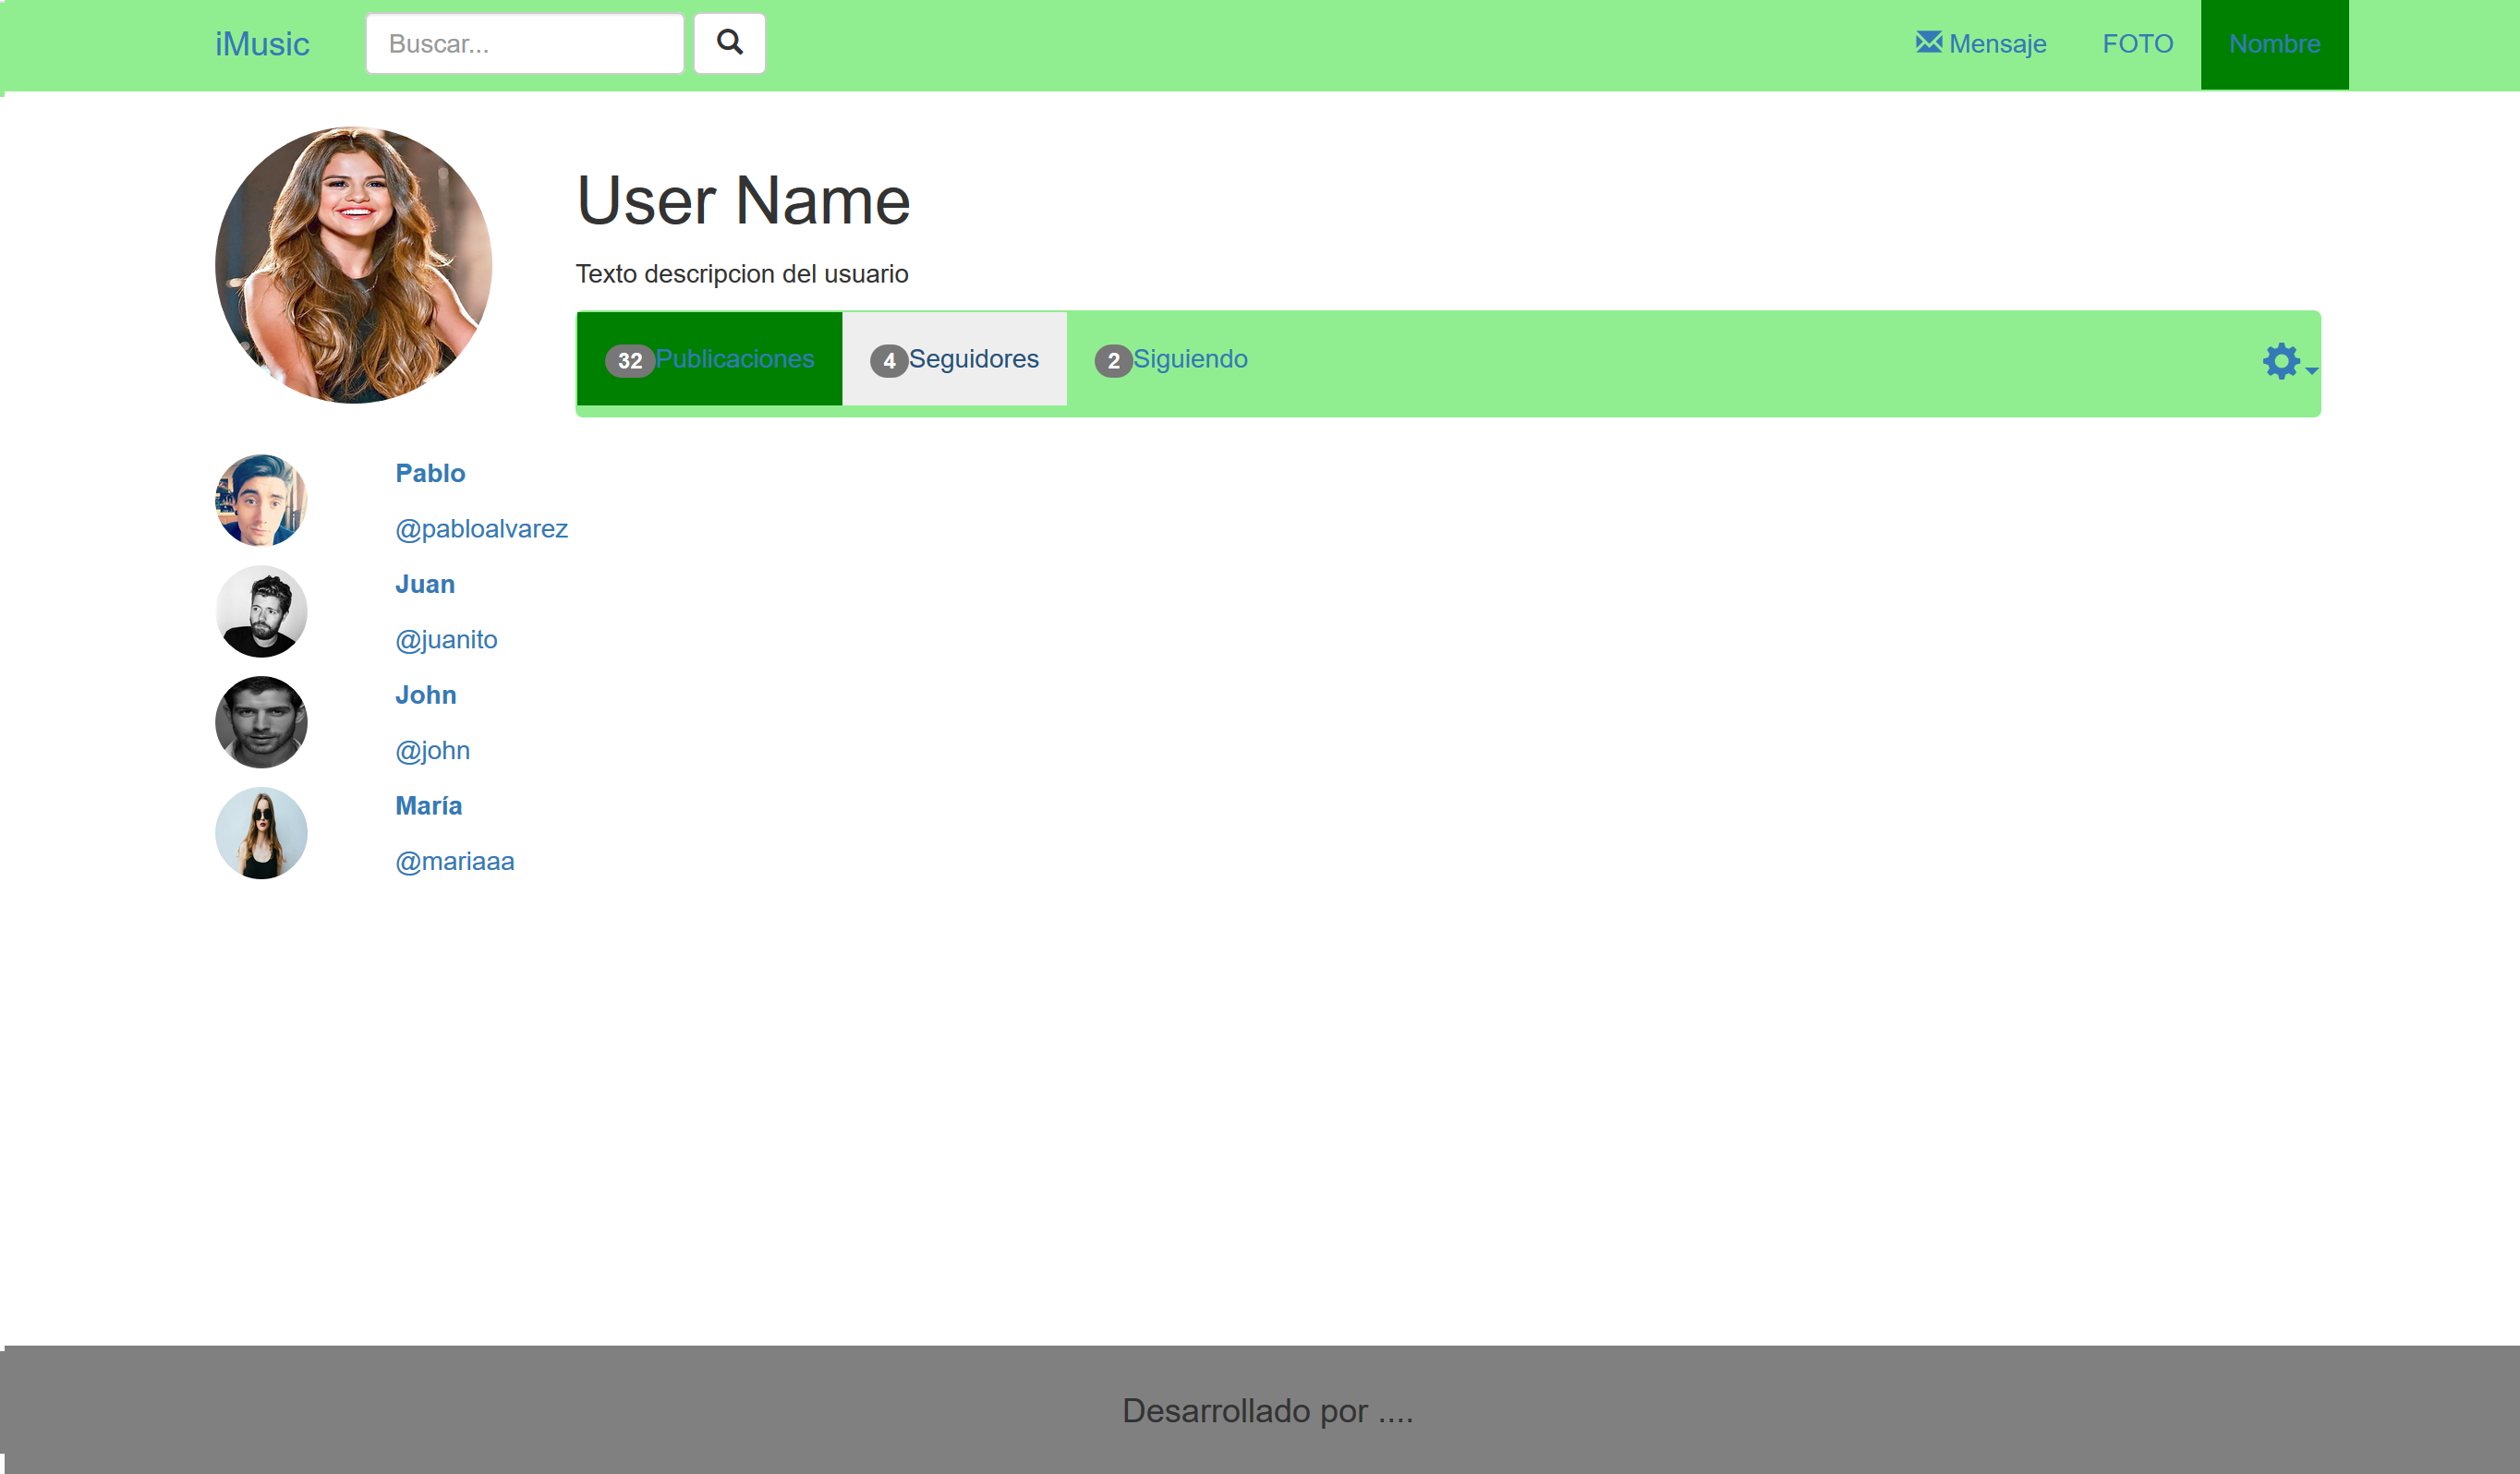 iMusic Buscar... Mensaje FOTO Nombre
User Name
Texto descripcion del usuario
32 Publicaciones 4 Seguidores 2 Siguiendo
Pablo
@pabloalvarez
Juan
@juanito
John
@john
María
@mariaaa
Desarrollado por ....